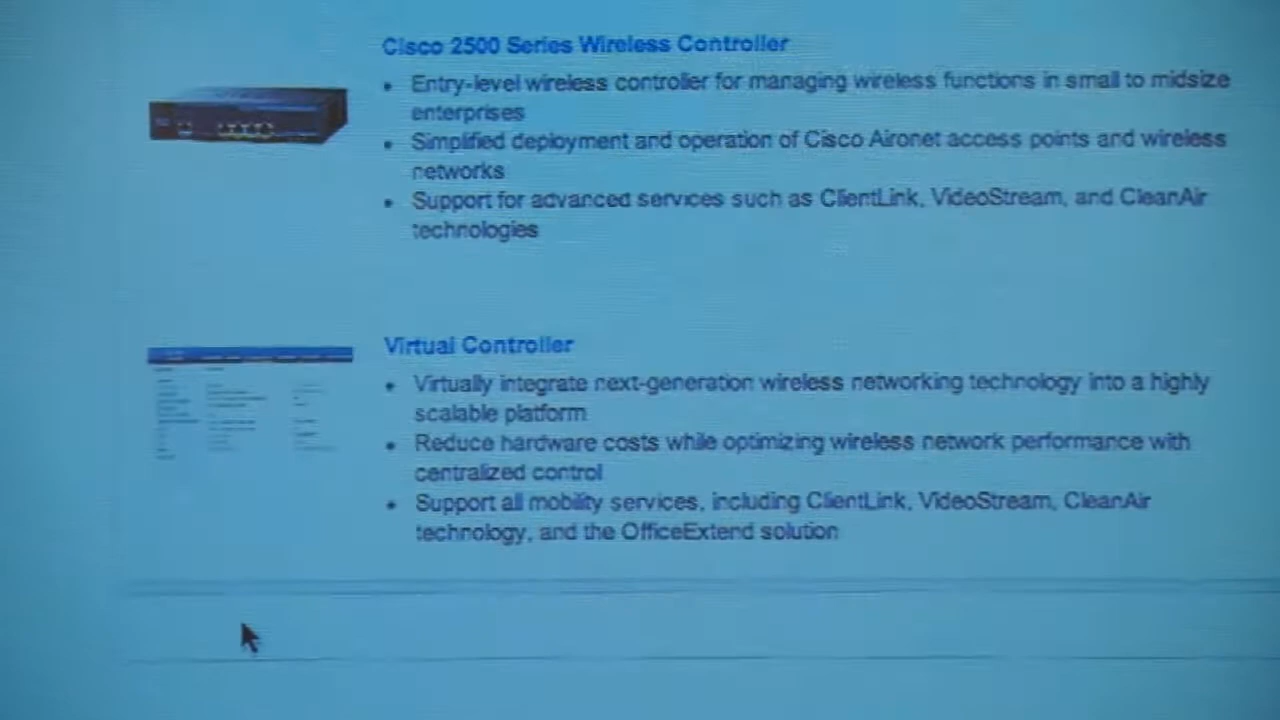 Cisco 2500 Series Wireless Controller
• Entry-level wireless controller for managing wireless functions in small to midsize
enterprises
• Simplified deployment and operation of Cisco Aironet access points and wireless
networks
• Support for advanced services such as ClientLink, VideoStream, and CleanAir
technologies
Virtual Controller
• Virtually integrate next-generation wireless networking technology into a highly
scalable platform
• Reduce hardware costs while optimizing wireless network performance with
centralized control
• Support all mobility services, including ClientLink, VideoStream, CleanAir
technology, and the OfficeExtend solution